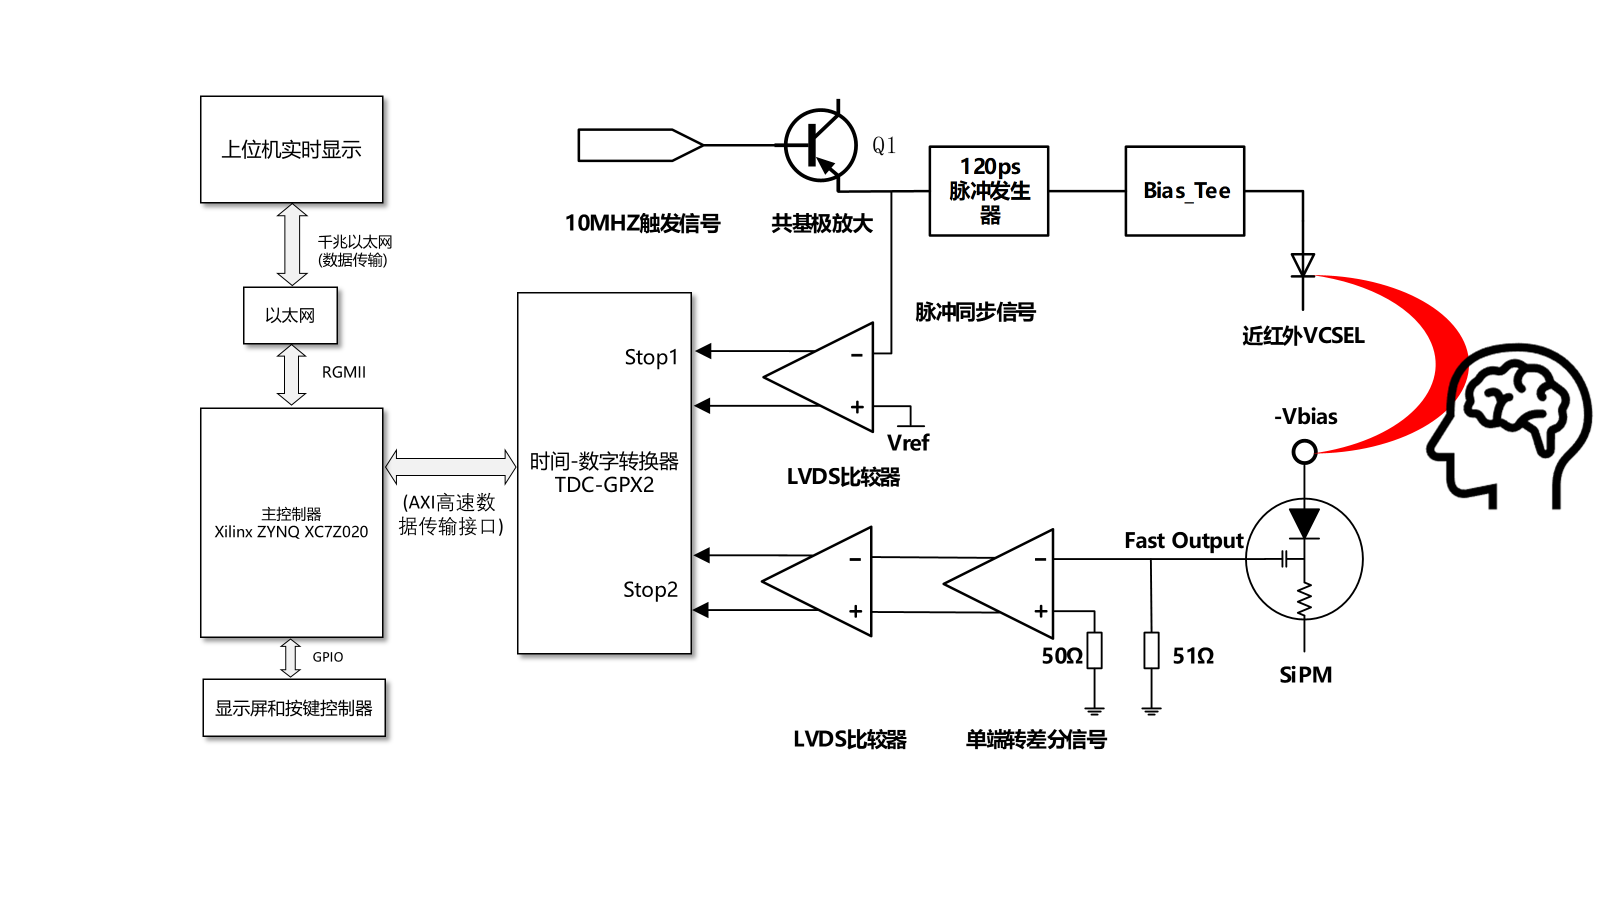 上位机实时显示
千兆以太网
(数据传输)
以太网
RGMII
主控制器
Xilinx ZYNQ XC7Z020
GPIO
显示屏和按键控制器
(AXI高速数
据传输接口)
时间-数字转换器
TDC-GPX2
Stop1
Stop2
10MHZ触发信号
Q1
共基极放大
120ps
脉冲发生
器
Bias_Tee
脉冲同步信号
近红外VCSEL
-
+
Vref
LVDS比较器
-Vbias
Fast Output
-
+
-
+
50Ω
51Ω
SiPM
LVDS比较器
单端转差分信号